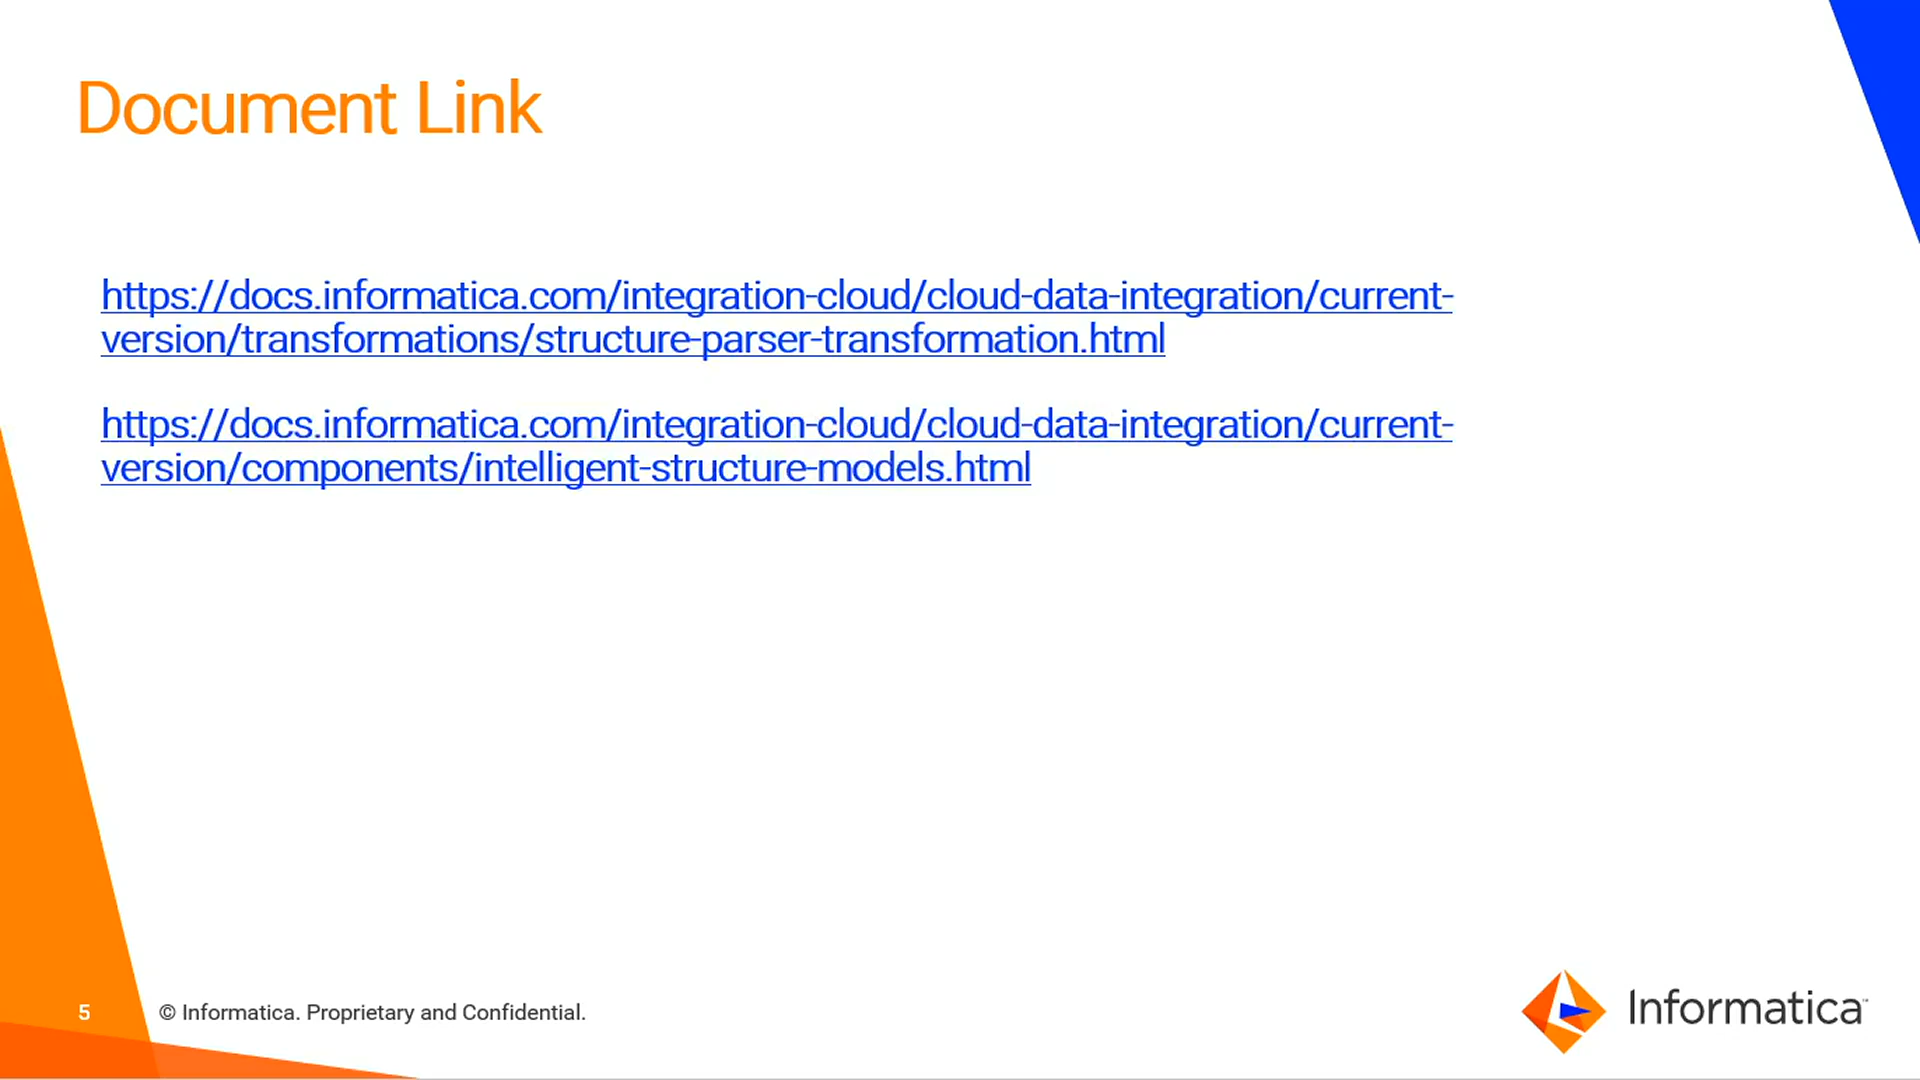 Document Link
https://docs.informatica.com/integration-cloud/cloud-data-integration/current-
version/transformations/structure-parser-transformation.html
https://docs.informatica.com/integration-cloud/cloud-data-integration/current-
version/components/intelligent-structure-models.html
5
© Informatica. Proprietary and Confidential.
Informatica™